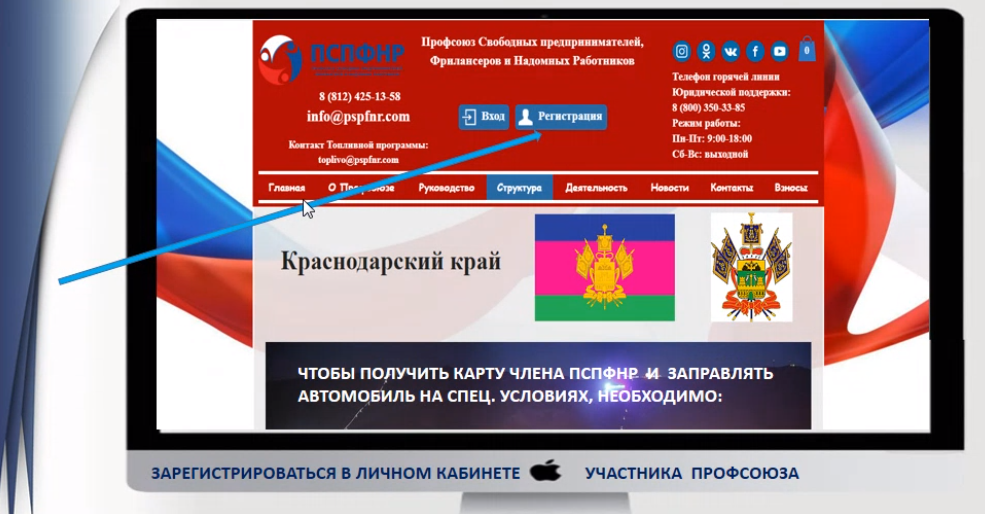 ПСПФНР
Профсоюз Свободных предпринимателей,
Фрилансеров и Надомных Работников
0
8 (812) 425-13-58
info@pspfnr.com
Контакт Топливной программы:
toplivo@pspfnr.com
Вход
Регистрация
Телефон горячей линии
Юридической поддержки:
8 (800) 350-33-85
Режим работы:
Пн-Пт: 9:00-18:00
Сб-Вс: выходной
Главная О Профсоюзе Руководство Структура Деятельность Новости Контакты Взносы
Краснодарский край
ЧТОБЫ ПОЛУЧИТЬ КАРТУ ЧЛЕНА ПСПФНР И ЗАПРАВЛЯТЬ
АВТОМОБИЛЬ НА СПЕЦ. УСЛОВИЯХ, НЕОБХОДИМО:
ЗАРЕГИСТРИРОВАТЬСЯ В ЛИЧНОМ КАБИНЕТЕ УЧАСТНИКА ПРОФСОЮЗА